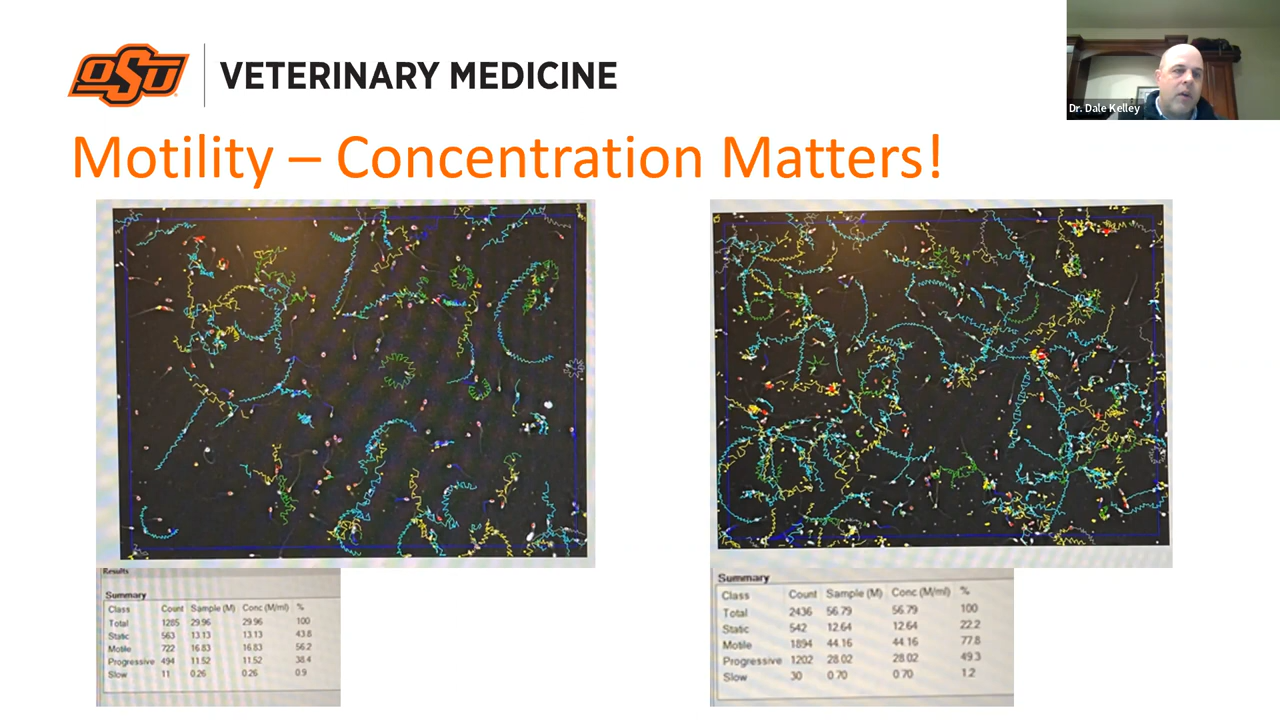 OSU
VETERINARY MEDICINE
Dr. Dale Kelley
Motility – Concentration Matters!
Results
Summary
Class Count Sample (M) Conc (M/ml) %
Total 1285 29.96 29.96 100
Static 563 13.13 13.13 43.8
Motile 722 16.83 16.83 56.2
Progressive 494 11.52 11.52 38.4
Slow 11 0.26 0.26 0.9
Summary
Class Count Sample (M) Conc (M/ml) %
Total 2436 56.79 56.79 100
Static 542 12.64 12.64 22.2
Motile 1894 44.16 44.16 77.8
Progressive 1202 28.02 28.02 49.3
Slow 30 0.70 0.70 1.2